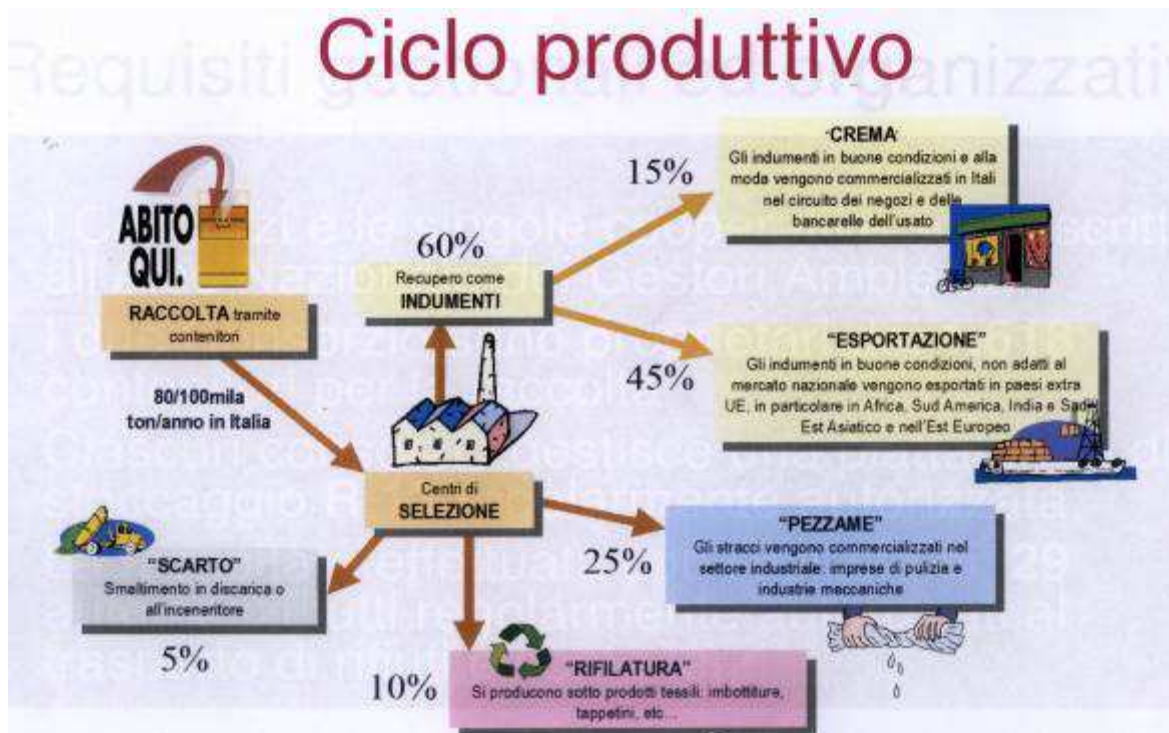 Ciclo produttivo
"CREMA"
Gli indumenti in buone condizioni e alla
moda vengono commercializzati in Itali
nel circuito dei negozi e delle
bancarelle dell'usato
15%
ABITO
QUI.
60%
Recupero come
INDUMENTI
RACCOLTA tramite
contenitori
"ESPORTAZIONE"
Gli indumenti in buone condizioni, non adatti al
mercato nazionale vengono esportati in paesi extra
UE, in particolare in Africa, Sud America, India e Sud
Est Asiatico e nell'Est Europeo
45%
80/100mila
ton/anno in Italia
Centri di
SELEZIONE
"PEZZAME"
Gli stracci vengono commercializzati nel
settore industriale: imprese di pulizia e
industrie meccaniche
25%
"SCARTO"
Smaltimento in discarica o
all'inceneritore
5%
10%
"RIFILATURA"
Si producono sotto prodotti tessili: imbottiture,
tappetini, etc...